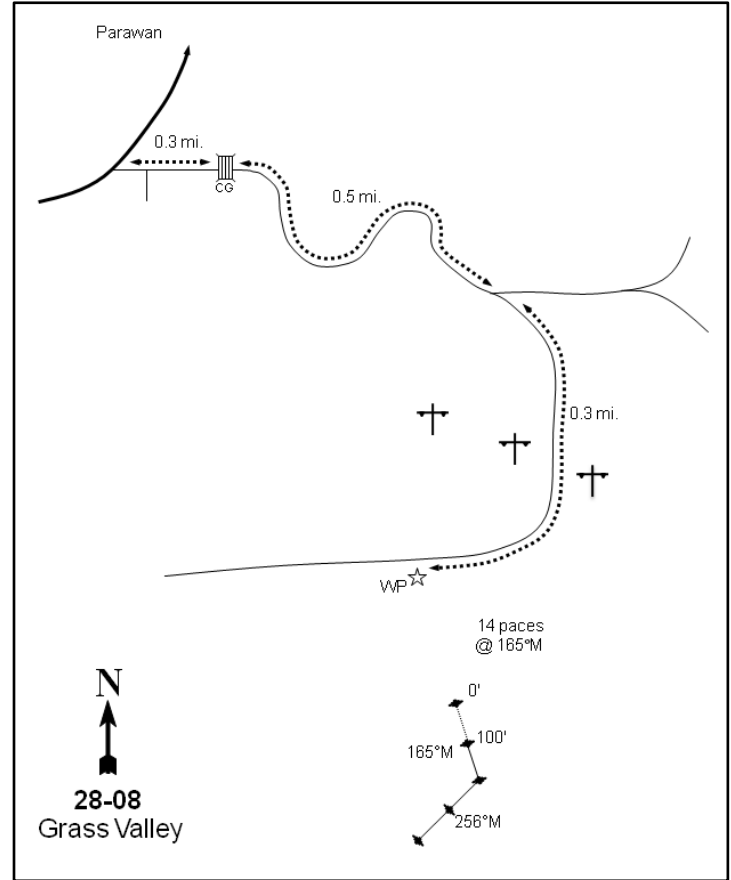 Parawan
0.3 mi.
CG
0.5 mi.
0.3 mi.
WP
14 paces
@ 165°M
0'
100'
165°M
256°M
N
28-08
Grass Valley